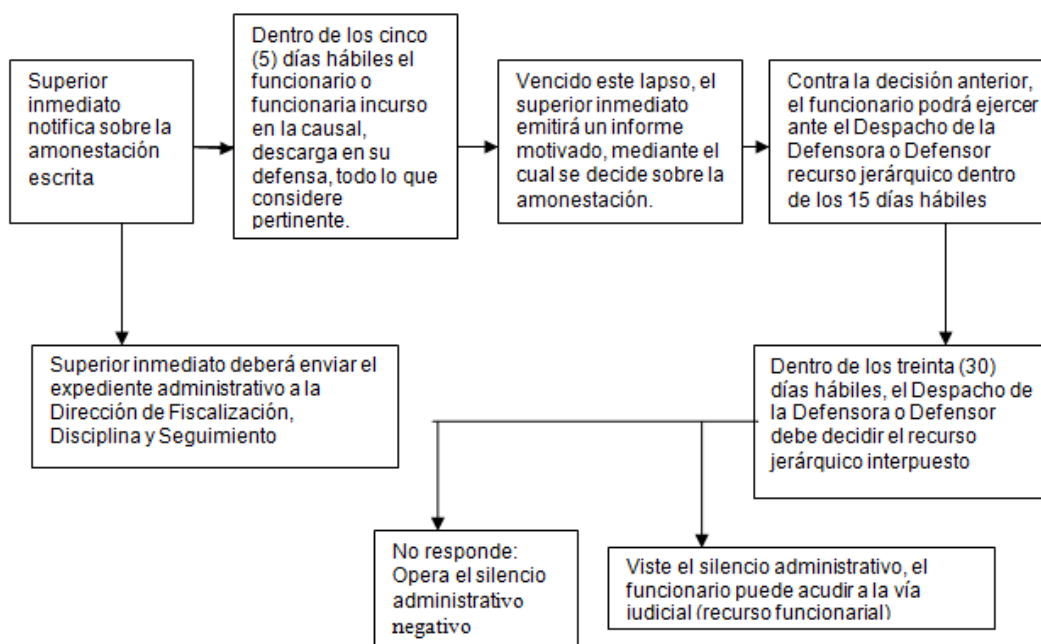 Superior
inmediato
notifica sobre la
amonestación
escrita
Dentro de los cinco
(5) días hábiles el
funcionario o
funcionaria incurso
en la causal,
descarga en su
defensa, todo lo que
considere
pertinente.
Vencido este lapso, el
superior inmediato
emitirá un informe
motivado, mediante el
cual se decide sobre la
amonestación.
Contra la decisión anterior,
el funcionario podrá ejercer
ante el Despacho de la
Defensora o Defensor
recurso jerárquico dentro
de los 15 días hábiles
Superior inmediato deberá enviar el
expediente administrativo a la
Dirección de Fiscalización,
Disciplina y Seguimiento
Dentro de los treinta (30)
días hábiles, el Despacho de
la Defensora o Defensor
debe decidir el recurso
jerárquico interpuesto
No responde:
Opera el silencio
administrativo
negativo
Viste el silencio administrativo, el
funcionario puede acudir a la vía
judicial (recurso funcionarial)